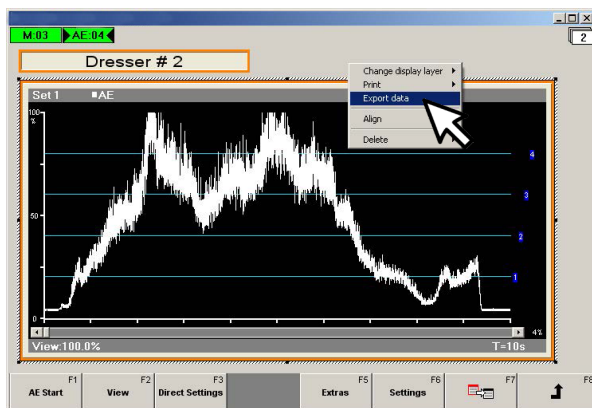 M:03 AE:04
2
Dresser # 2
Change display layer
Print
Export data
Align
Delete
Set 1 AE
100
%
4
3
50
2
1
0
4%
View:100.0% T=10s
F1 F2 F3 F5 F6 F7 F8
AE Start View Direct Settings Extras Settings